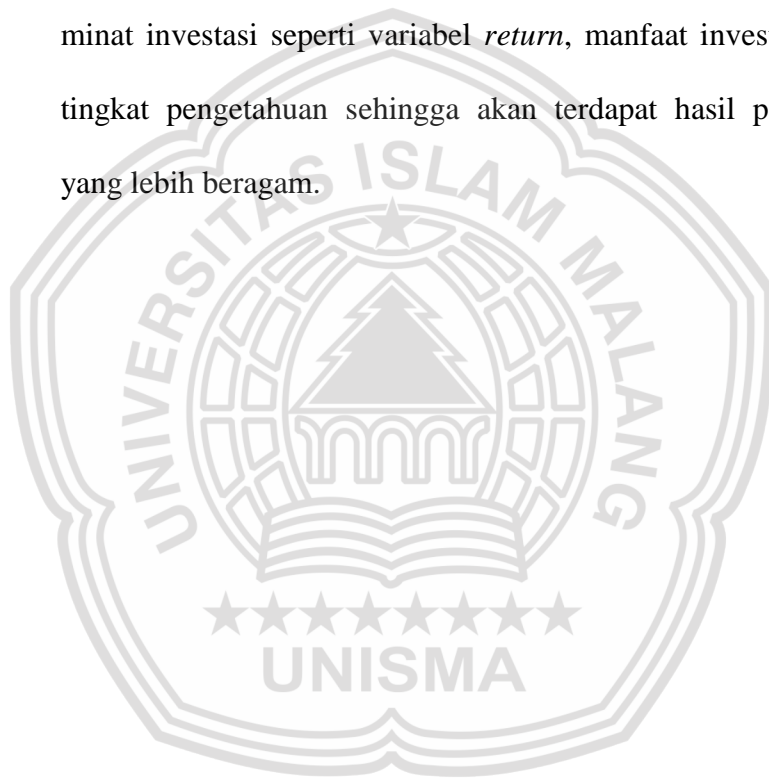 minat investasi seperti variabel return, manfaat inves
tingkat pengetahuan sehingga akan terdapat hasil p
yang lebih beragam.
UNIVERSITAS ISLAM MALANG
UNISMA